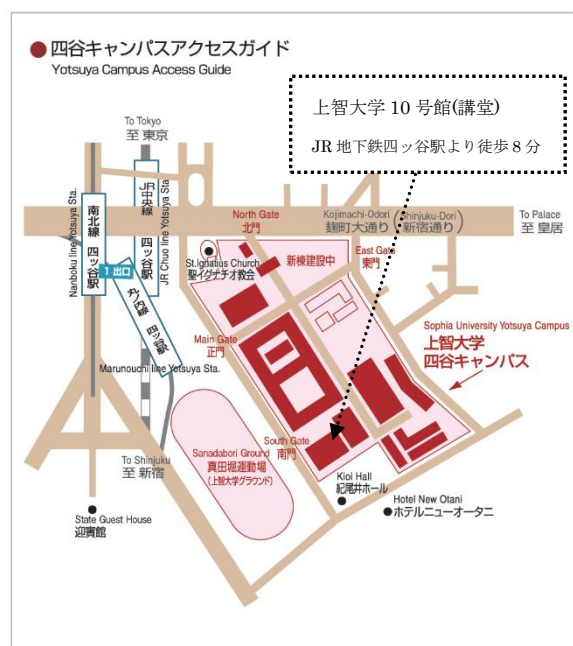 ● 四谷キャンパスアクセスガイド
Yotsuya Campus Access Guide
上智大学 10 号館(講堂)
JR 地下鉄四ッ谷駅より徒歩 8 分
To Tokyo
至 東京
JR中央線 四ッ谷駅
JR Chuo line Yotsuya Sta.
南北線 四ッ谷駅
Nanboku line Yotsuya Sta.
1 出口
丸ノ内線 四ッ谷駅
Marunouchi line Yotsuya Sta.
North Gate
北門
Kojimachi-Odori (Shinjuku-Dori)
麹町大通り(新宿通り)
To Palace
至 皇居
St.Ignatius Church
聖イグナチオ教会
新棟建設中
East Gate
東門
Main Gate
正門
Sophia University Yotsuya Campus
上智大学
四谷キャンパス
South Gate
南門
Sanadabori Ground
真田堀運動場
(上智大学グラウンド)
To Shinjuku
至 新宿
Kioi Hall
紀尾井ホール
Hotel New Otani
ホテルニューオータニ
State Guest House
迎賓館